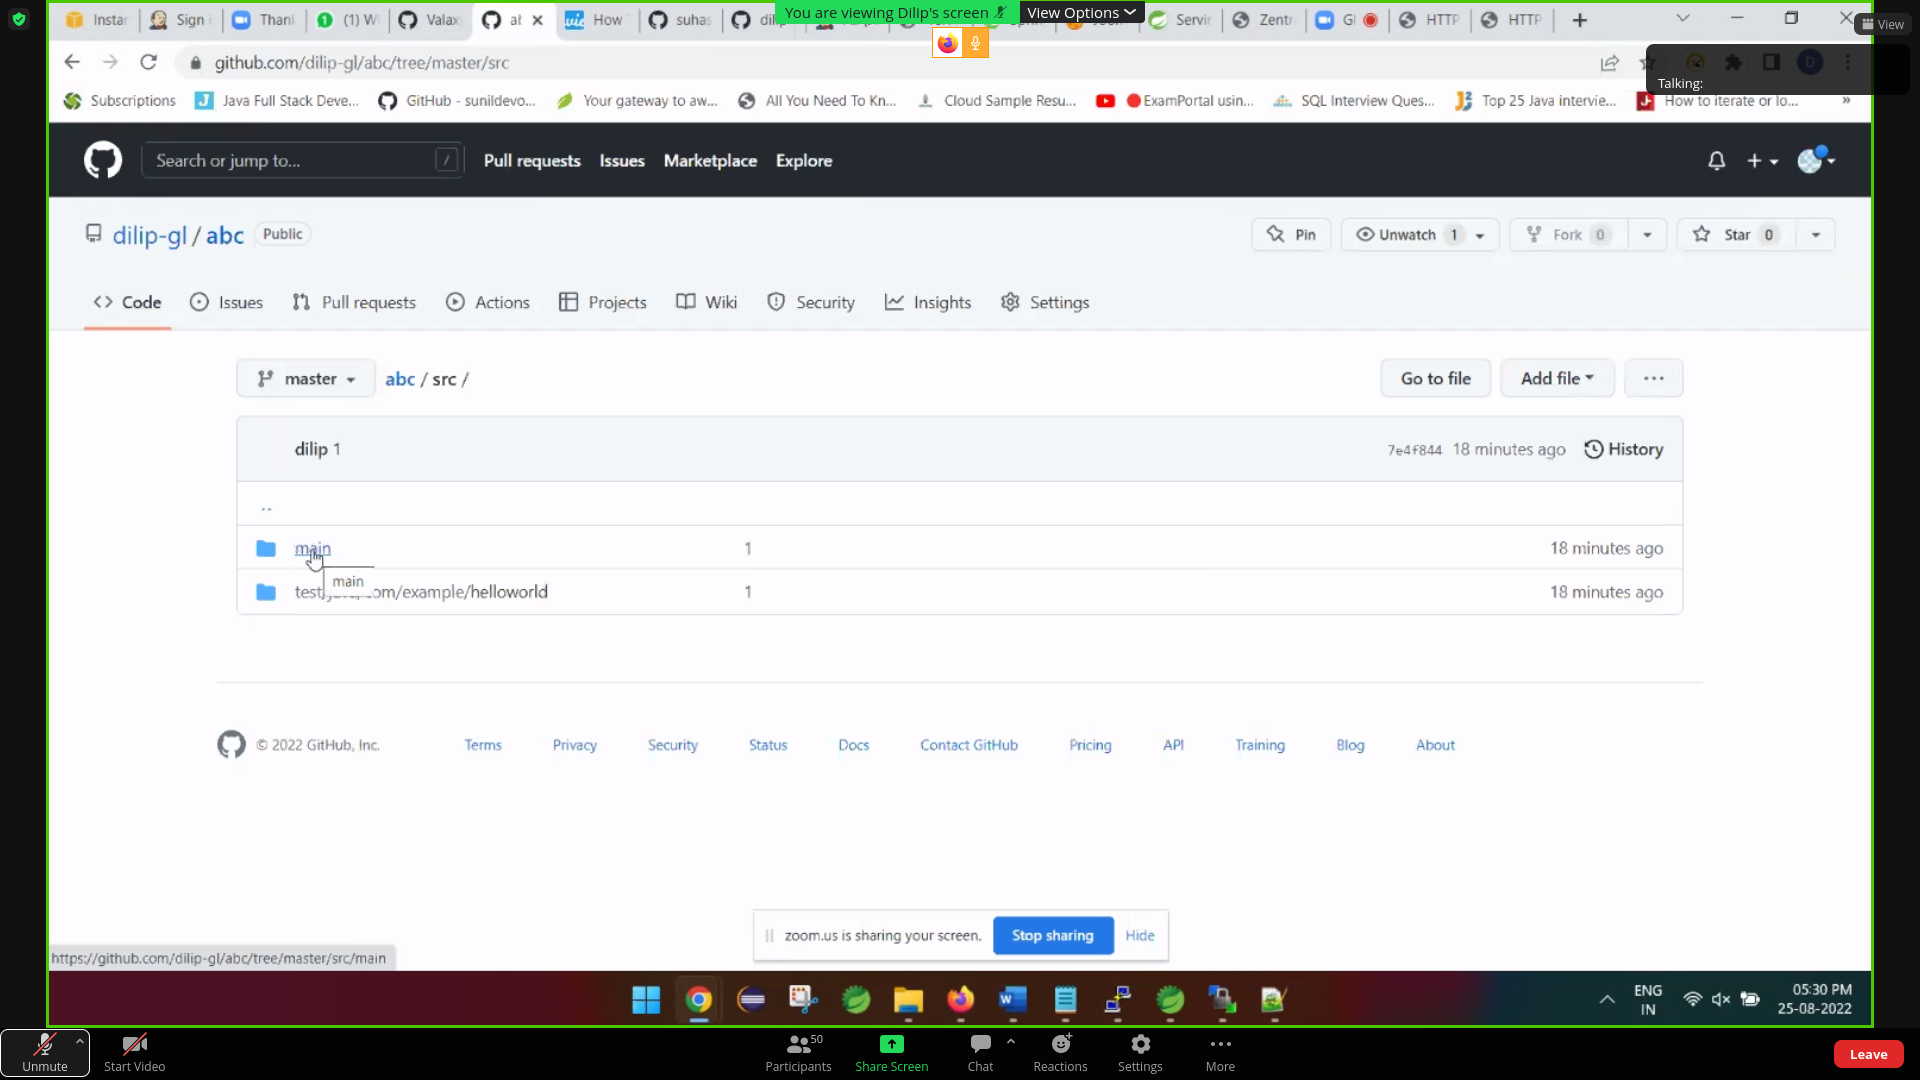 You are viewing Dilip's screen
View Options
View
Instar
Sign i
Thank
(1) W
Valax
ab
How
suhas
Servir
Zentr
Gl
HTTP
HTTP
github.com/dilip-gl/abc/tree/master/src
D
Talking:
Subscriptions
Java Full Stack Deve...
GitHub - sunildevo...
Your gateway to aw...
All You Need To Kn...
Cloud Sample Resu...
ExamPortal usin...
SQL Interview Ques...
Top 25 Java intervie...
How to iterate or lo...
»
Search or jump to...
/
Pull requests
Issues
Marketplace
Explore
dilip-gl / abc
Public
Pin
Unwatch 1
Fork 0
Star 0
Code
Issues
Pull requests
Actions
Projects
Wiki
Security
Insights
Settings
master
abc / src /
Go to file
Add file
...
dilip 1
7e4f844 18 minutes ago
History
..
main
1
18 minutes ago
main
com/example/helloworld
1
18 minutes ago
© 2022 GitHub, Inc.
Terms
Privacy
Security
Status
Docs
Contact GitHub
Pricing
API
Training
Blog
About
zoom.us is sharing your screen.
Stop sharing
Hide
https://github.com/dilip-gl/abc/tree/master/src/main
ENG
IN
05:30 PM
25-08-2022
Unmute
Start Video
50
Participants
Share Screen
Chat
Reactions
Settings
More
Leave